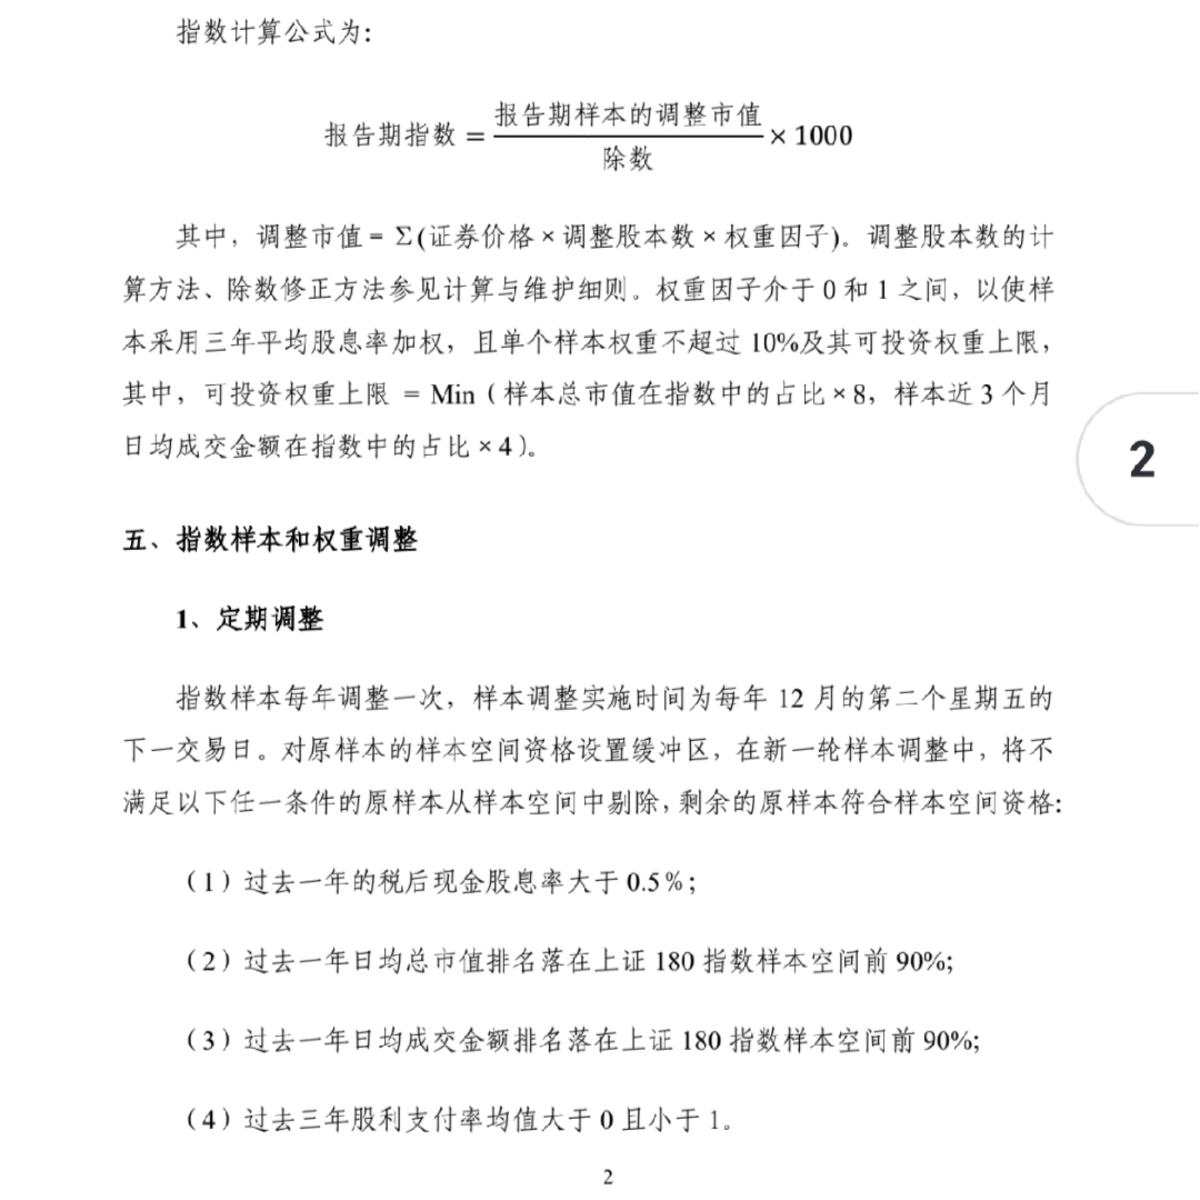 指数计算公式为:
报告期指数 = 报告期样本的调整市值 / 除数 × 1000
其中，调整市值 = Σ(证券价格 × 调整股本数 × 权重因子)。调整股本数的计
算方法、除数修正方法参见计算与维护细则。权重因子介于 0 和 1 之间，以使样
本采用三年平均股息率加权，且单个样本权重不超过 10%及其可投资权重上限，
其中，可投资权重上限 = Min（样本总市值在指数中的占比 × 8，样本近 3 个月
日均成交金额在指数中的占比 × 4）。
2
五、指数样本和权重调整
1、定期调整
指数样本每年调整一次，样本调整实施时间为每年 12 月的第二个星期五的
下一交易日。对原样本的样本空间资格设置缓冲区，在新一轮样本调整中，将不
满足以下任一条件的原样本从样本空间中剔除，剩余的原样本符合样本空间资格:
（1）过去一年的税后现金股息率大于 0.5%;
（2）过去一年日均总市值排名落在上证 180 指数样本空间前 90%;
（3）过去一年日均成交金额排名落在上证 180 指数样本空间前 90%;
（4）过去三年股利支付率均值大于 0 且小于 1。
2